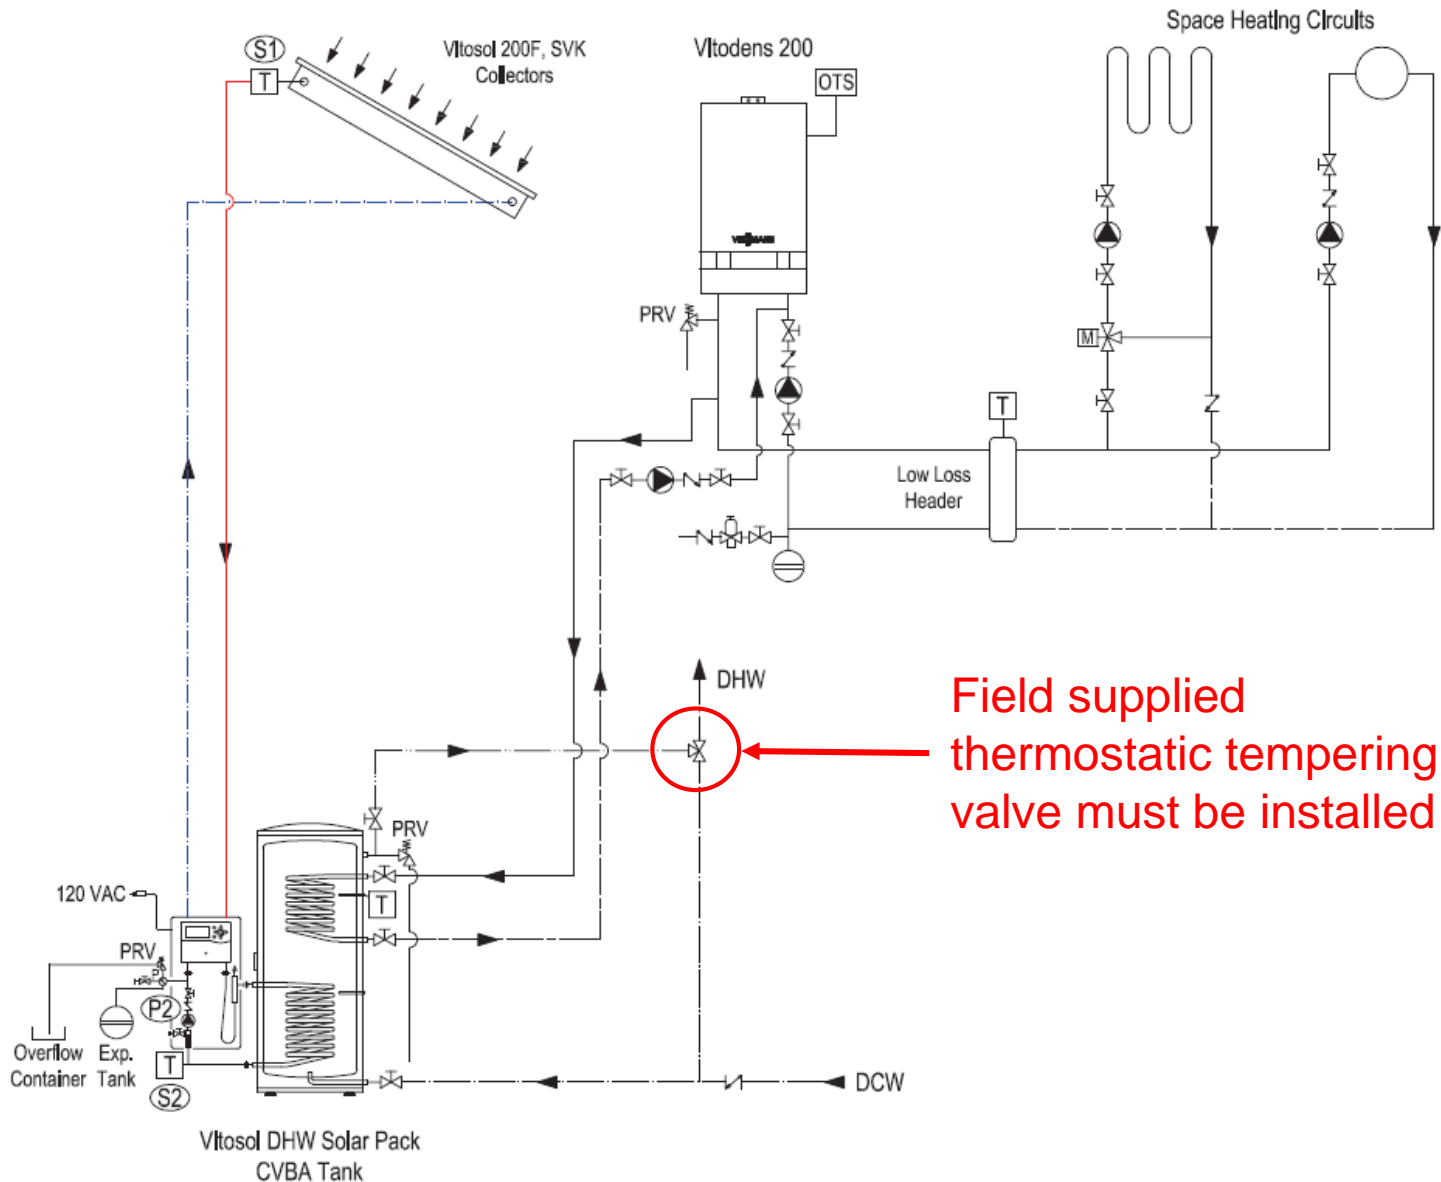 Space Heating Circuits
S1
T
Vitosol 200F, SVK
Collectors
Vitodens 200
OTS
VIESMANN
PRV
M
T
Low Loss
Header
DHW
Field supplied
thermostatic tempering
valve must be installed
PRV
120 VAC
T
PRV
P2
Overflow
Container
Exp.
Tank
T
S2
DCW
Vitosol DHW Solar Pack
CVBA Tank